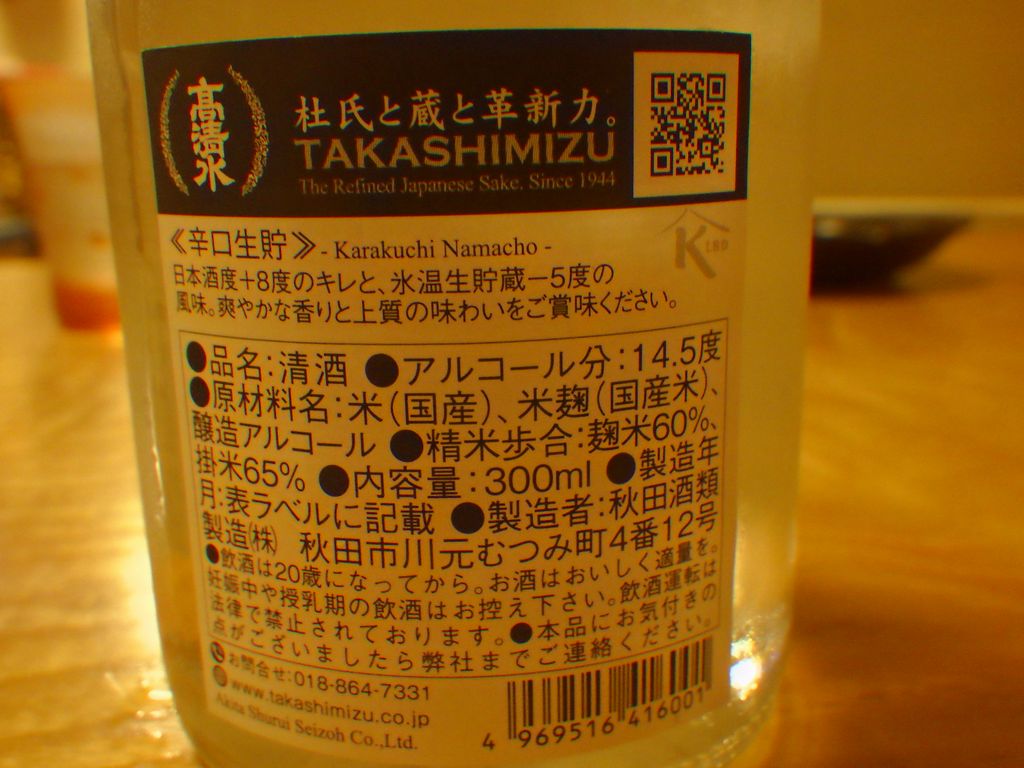 高清水
杜氏と蔵と革新力。
TAKASHIMIZU
The Refined Japanese Sake, Since 1944
K LBD
《辛口生貯》- Karakuchi Namacho -
日本酒度+8度のキレと、氷温生貯蔵−5度の
風味。爽やかな香りと上質の味わいをご賞味ください。
●品名:清酒 ●アルコール分:14.5度
●原材料名:米(国産)、米麹(国産米)、
醸造アルコール ●精米歩合:麹米60%、
掛米65% ●内容量:300ml ●製造年
月:表ラベルに記載 ●製造者:秋田酒類
製造㈱ 秋田市川元むつみ町4番12号
●飲酒は20歳になってから。お酒はおいしく適量を。
妊娠中や授乳期の飲酒はお控え下さい。飲酒運転は
法律で禁止されております。●本品にお気付きの
点がございましたら弊社までご連絡ください。
お問合せ:018-864-7331
www.takashimizu.co.jp
Akita Shurui Seizoh Co.,Ltd.
4 969516 416001